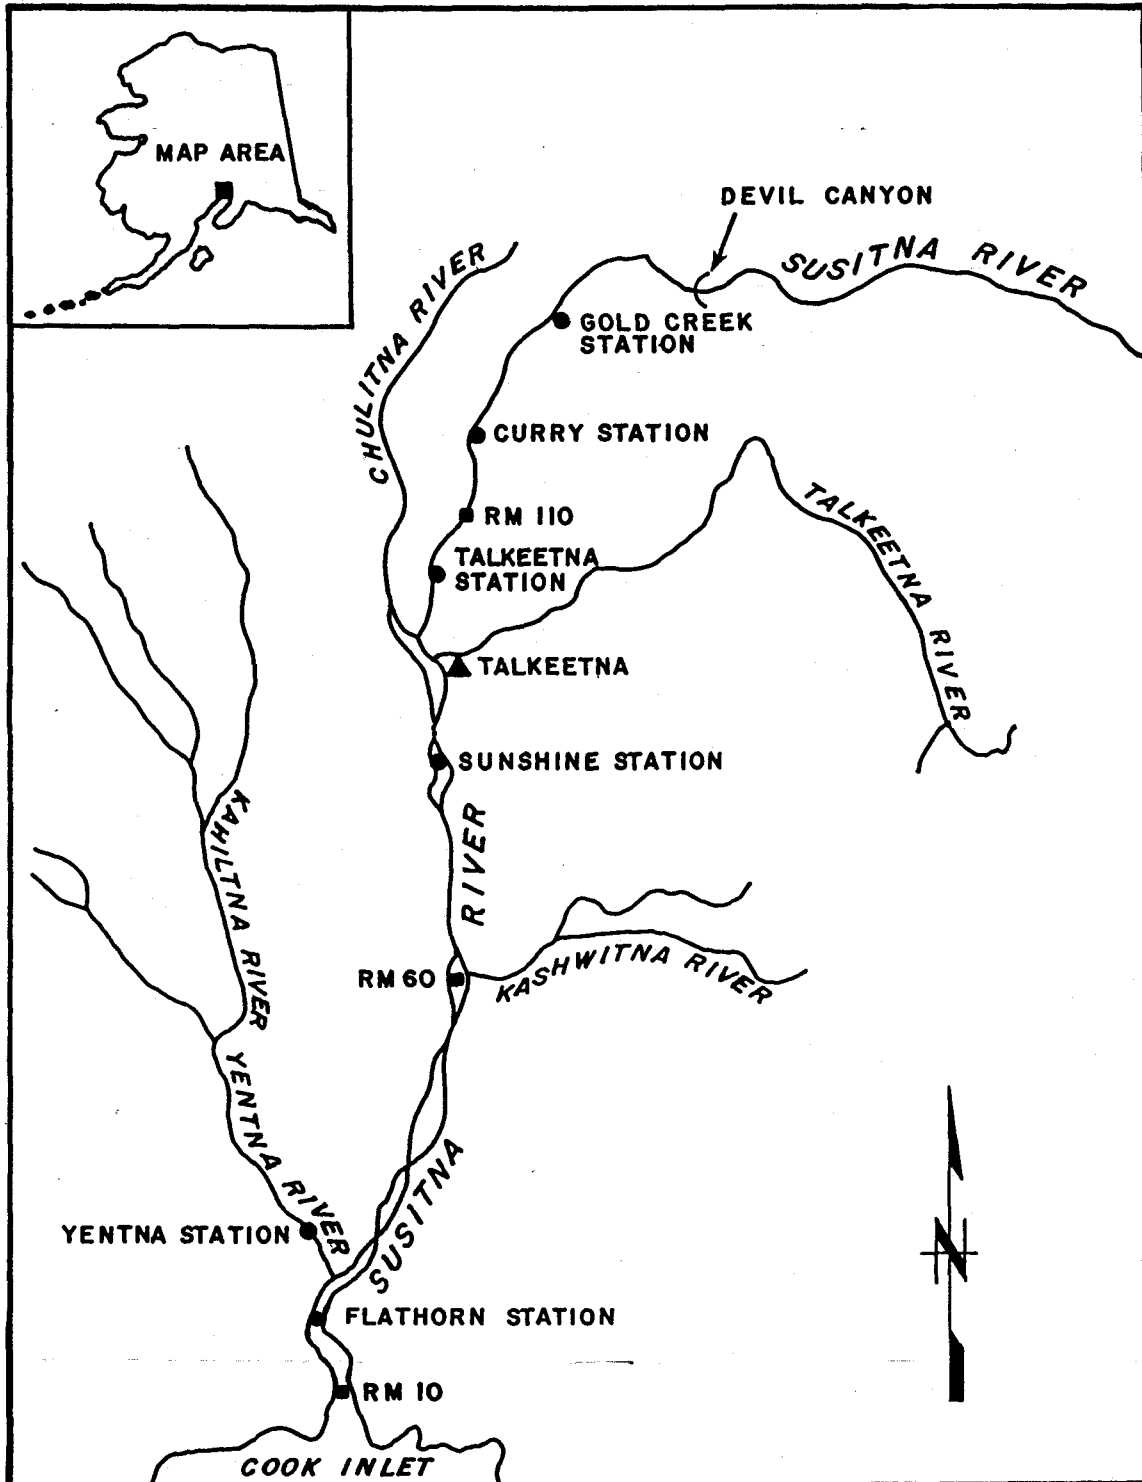 MAP AREA
DEVIL CANYON
SUSITNA RIVER
CHULITNA RIVER
GOLD CREEK
STATION
CURRY STATION
RM 110
TALKEETNA
STATION
TALKEETNA RIVER
TALKEETNA
SUNSHINE STATION
KAHILTNA RIVER
RIVER
RM 60
KASHWITNA RIVER
YENTNA RIVER
SUSITNA
YENTNA STATION
N
FLATHORN STATION
RM 10
COOK INLET